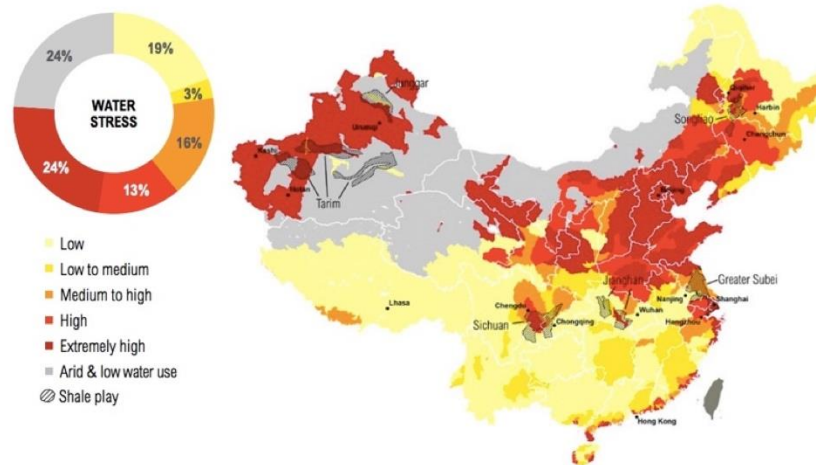 24%
19%
3%
16%
13%
24%
WATER
STRESS
Low
Low to medium
Medium to high
High
Extremely high
Arid & low water use
Shale play
Junggar
Urumqi
Kashi
Hotan
Tarim
Lhasa
Qiqihar
Harbin
Songliao
Changchun
Beijing
Jianghan
Greater Subei
Nanjing
Shanghai
Chengdu
Wuhan
Hangzhou
Sichuan
Chongqing
Hong Kong